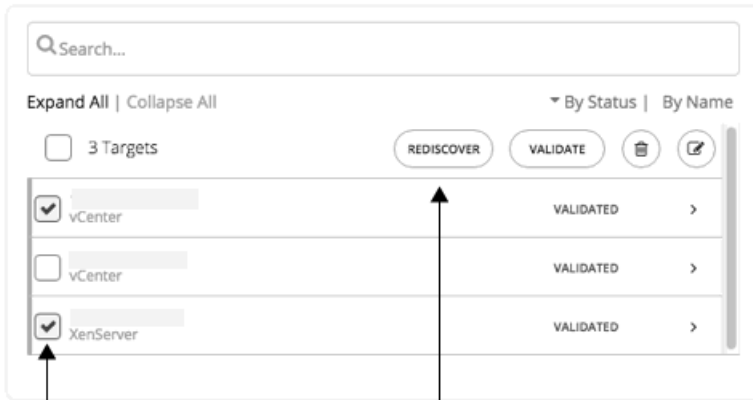 Search...
Expand All | Collapse All
By Status | By Name
3 Targets
REDISCOVER
VALIDATE
vCenter
VALIDATED
vCenter
VALIDATED
XenServer
VALIDATED